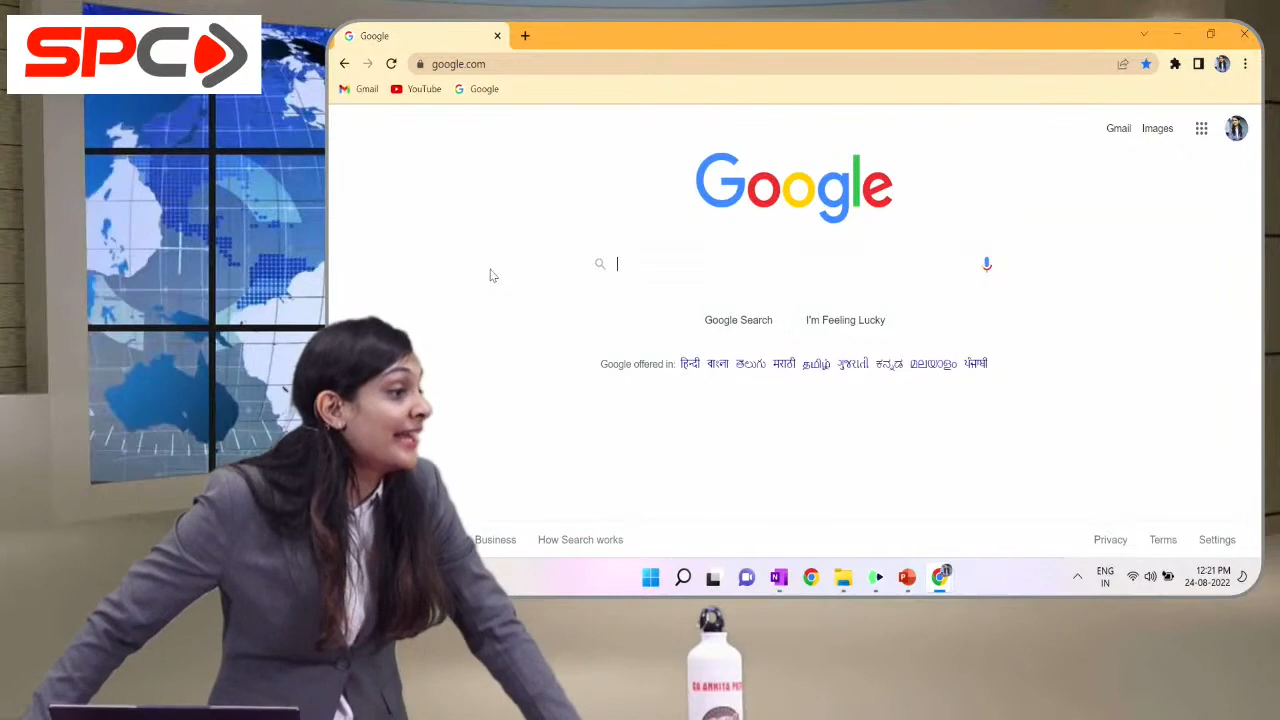 SPC
Google
google.com
Gmail YouTube Google
Gmail Images
Google
Google Search I'm Feeling Lucky
Google offered in: हिन्दी বাংলা తెలుగు मराठी தமிழ் ગુજરાતી ಕನ್ನಡ മലയാളം ਪੰਜਾਬੀ
Business How Search works Privacy Terms Settings
ENG
IN
12:21 PM
24-08-2022